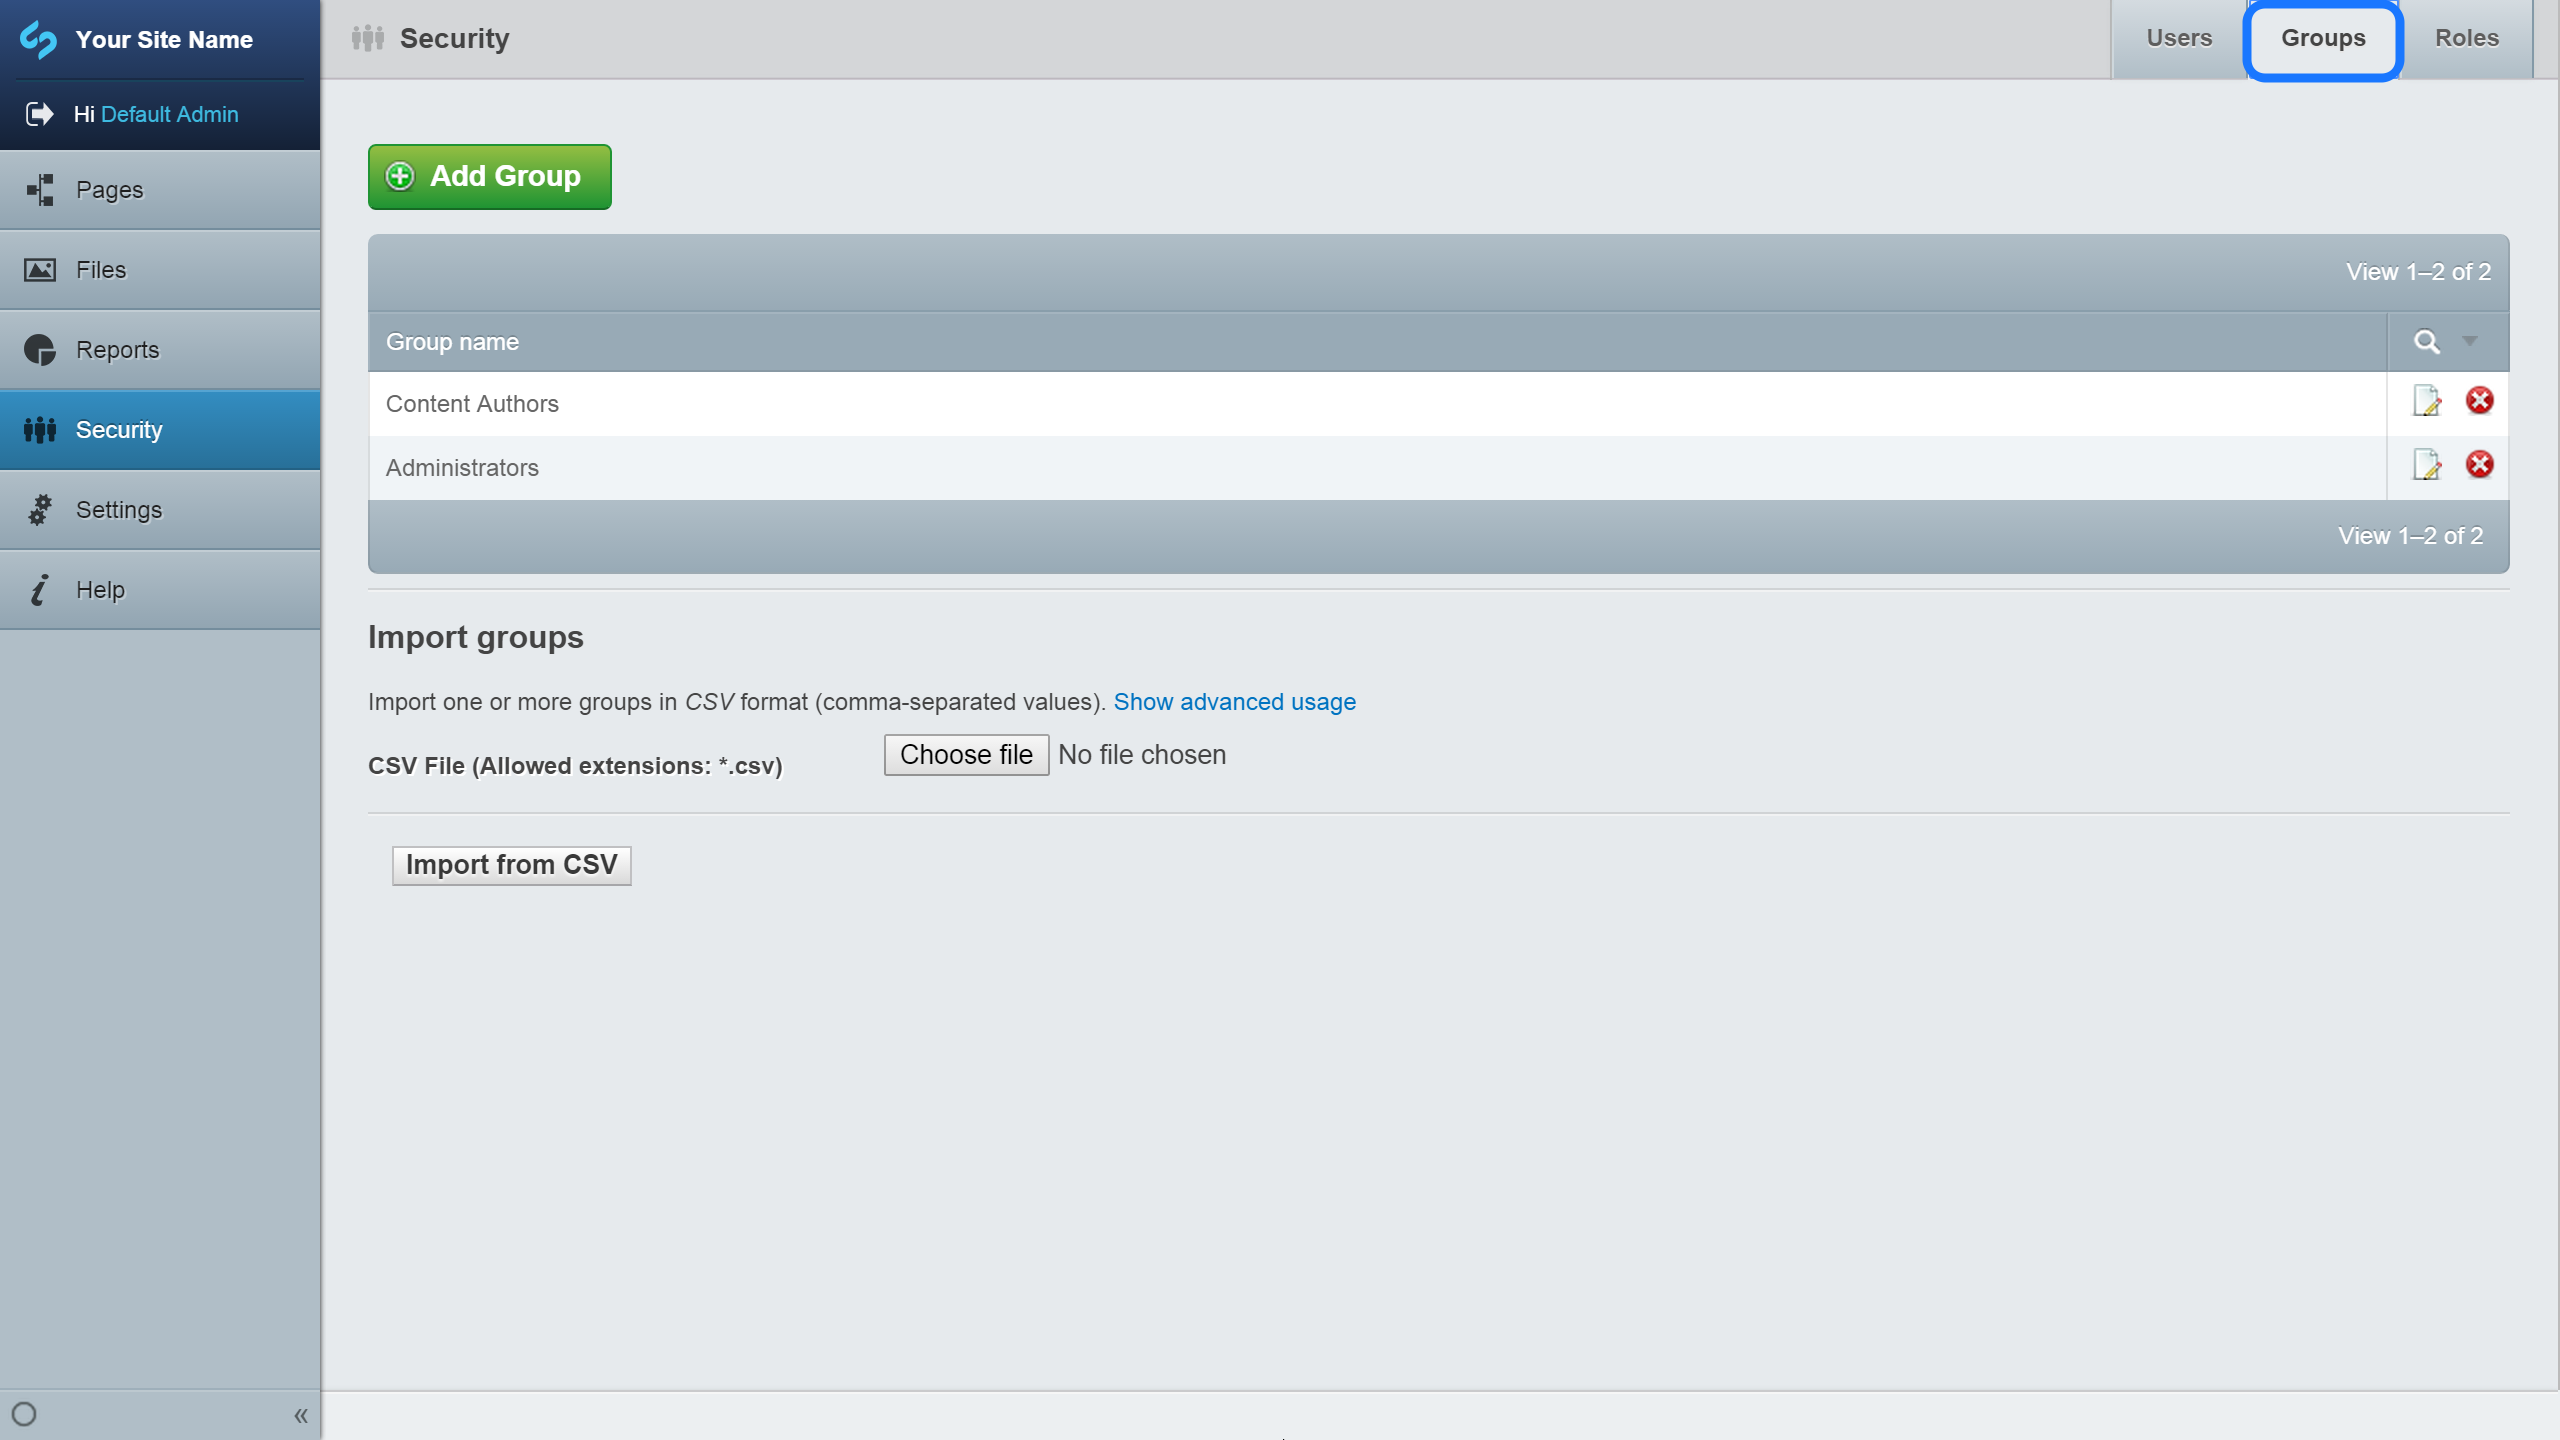 Your Site Name
Hi Default Admin
Pages
Files
Reports
Security
Settings
Help
«
Security
Users
Groups
Roles
Add Group
View 1–2 of 2
Group name
Content Authors
Administrators
View 1–2 of 2
Import groups
Import one or more groups in CSV format (comma-separated values). Show advanced usage
CSV File (Allowed extensions: *.csv)
Choose file No file chosen
Import from CSV